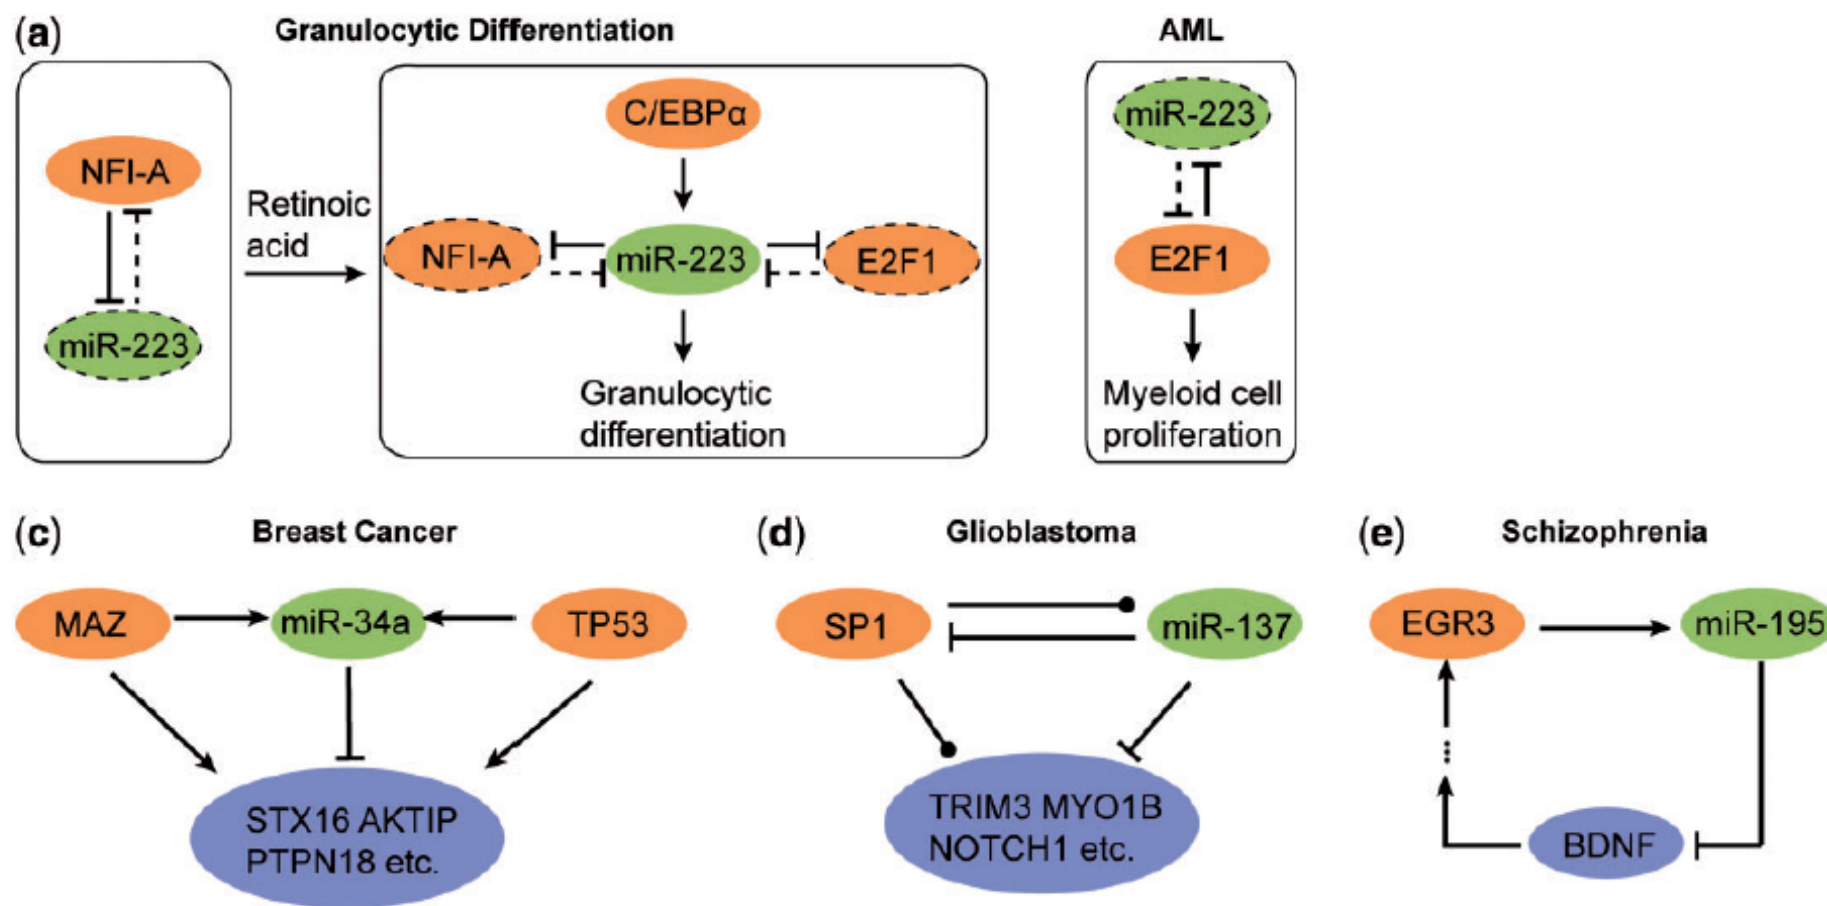 (a)
Granulocytic Differentiation
AML
NFI-A
miR-223
Retinoic
acid
C/EBPα
NFI-A
miR-223
E2F1
Granulocytic
differentiation
miR-223
E2F1
Myeloid cell
proliferation
(c)
Breast Cancer
MAZ
miR-34a
TP53
STX16 AKTIP
PTPN18 etc.
(d)
Glioblastoma
SP1
miR-137
TRIM3 MYO1B
NOTCH1 etc.
(e)
Schizophrenia
EGR3
miR-195
BDNF